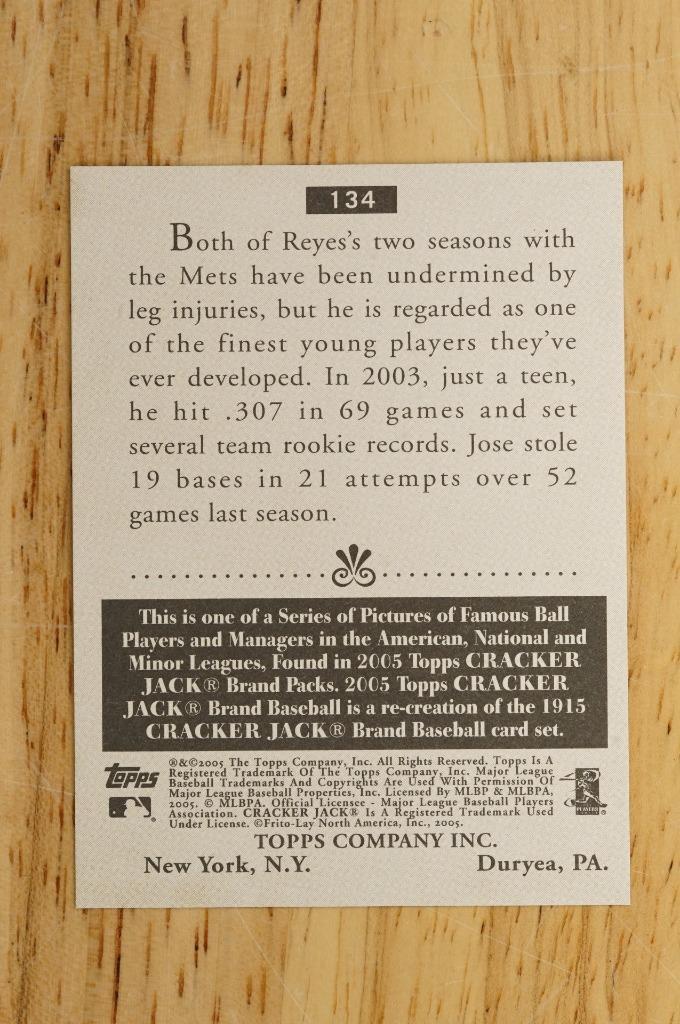 134
Both of Reyes's two seasons with
the Mets have been undermined by
leg injuries, but he is regarded as one
of the finest young players they've
ever developed. In 2003, just a teen,
he hit .307 in 69 games and set
several team rookie records. Jose stole
19 bases in 21 attempts over 52
games last season.
This is one of a Series of Pictures of Famous Ball
Players and Managers in the American, National and
Minor Leagues, Found in 2005 Topps CRACKER
JACK® Brand Packs. 2005 Topps CRACKER
JACK® Brand Baseball is a re-creation of the 1915
CRACKER JACK® Brand Baseball card set.
Topps
®&©2005 The Topps Company, Inc. All Rights Reserved. Topps Is A
Registered Trademark Of The Topps Company, Inc. Major League
Baseball Trademarks And Copyrights Are Used With Permission Of
Major League Baseball Properties, Inc. Licensed By MLBP & MLBPA,
2005. © MLBPA. Official Licensee - Major League Baseball Players
Association. CRACKER JACK® Is A Registered Trademark Used
Under License. ©Frito-Lay North America, Inc., 2005.
PLAYERS
TOPPS COMPANY INC.
New York, N.Y. Duryea, PA.